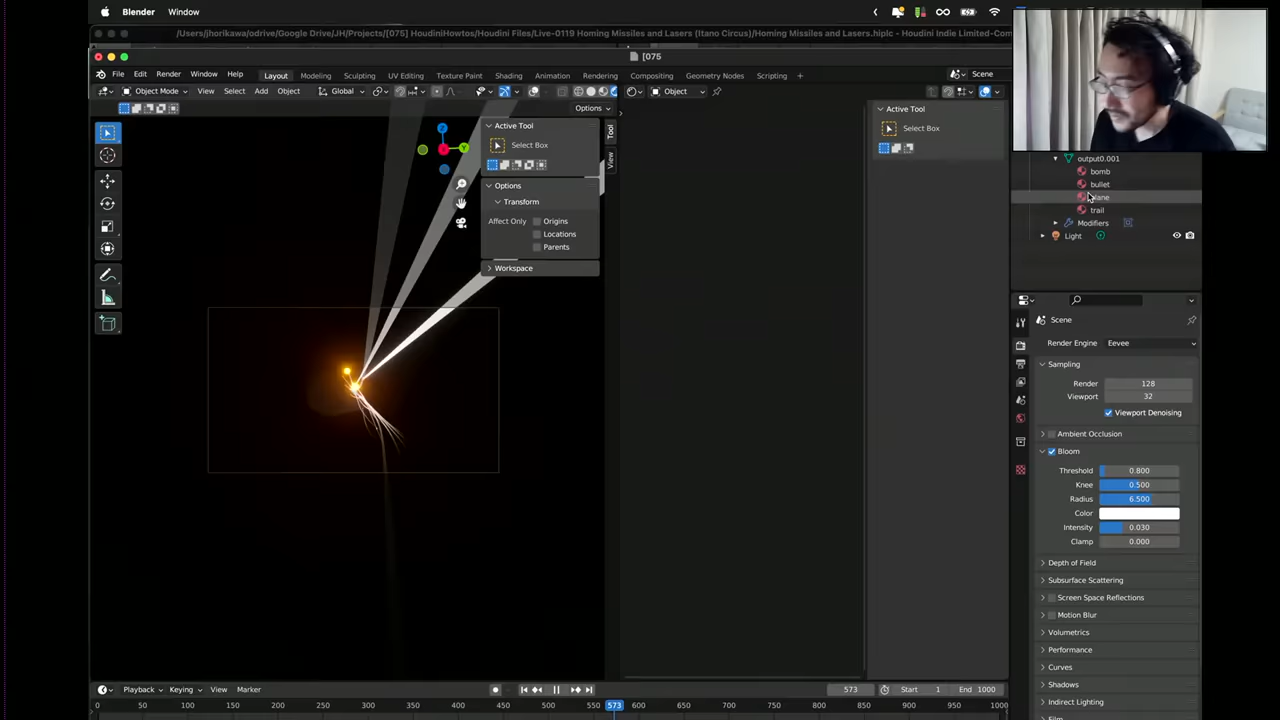 Blender Window
/Users/jhorikawa/odrive/Google Drive/JH/Projects/[075] HoudiniHowtos/Houdini Files/Live-0119 Homing Missiles and Lasers (Itano Circus)/Homing Missiles and Lasers.hiplc - Houdini Indie Limited-Com
[075
File Edit Render Window Help Layout Modeling Sculpting UV Editing Texture Paint Shading Animation Rendering Compositing Geometry Nodes Scripting + Scene
Object Mode View Select Add Object Global Object
Options
Active Tool
Select Box
Options
Transform
Affect Only Origins
Locations
Parents
Workspace
Tool
View
X
Y
Z
Active Tool
Select Box
output0.001
bomb
bullet
lane
trail
Modifiers
Light
Scene
Render Engine Eevee
Sampling
Render 128
Viewport 32
Viewport Denoising
Ambient Occlusion
Bloom
Threshold 0.800
Knee 0.500
Radius 6.500
Color
Intensity 0.030
Clamp 0.000
Depth of Field
Subsurface Scattering
Screen Space Reflections
Motion Blur
Volumetrics
Performance
Curves
Shadows
Indirect Lighting
Film
Playback Keying View Marker 573 Start 1 End 1000
0 50 100 150 200 250 300 350 400 450 500 573 600 650 700 750 800 850 900 950 1000